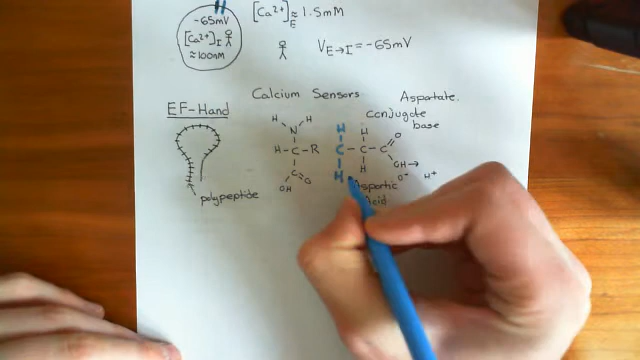 -65mV
[Ca²⁺]I
≈100nM
[Ca²⁺]E ≈ 1.5mM
V E→I = -65mV
Calcium Sensors
EF-Hand
polypeptide
H H
N
H-C-R
C=O
OH
Aspartate
Conjugate
base
H H
C-C-C
O
H H
OH→
O⁻ H⁺
Aspartic
Acid